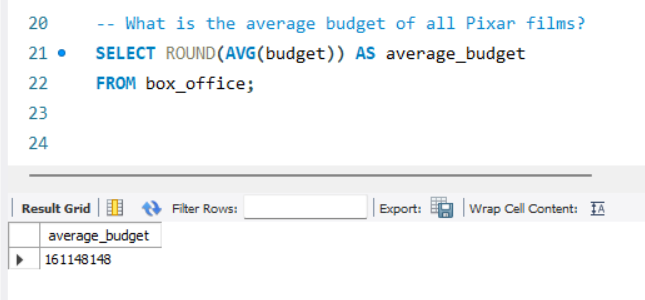 20 -- What is the average budget of all Pixar films?
21 SELECT ROUND(AVG(budget)) AS average_budget
22 FROM box_office;
23
24
Result Grid Filter Rows: Export: Wrap Cell Content: IA
average_budget
161148148